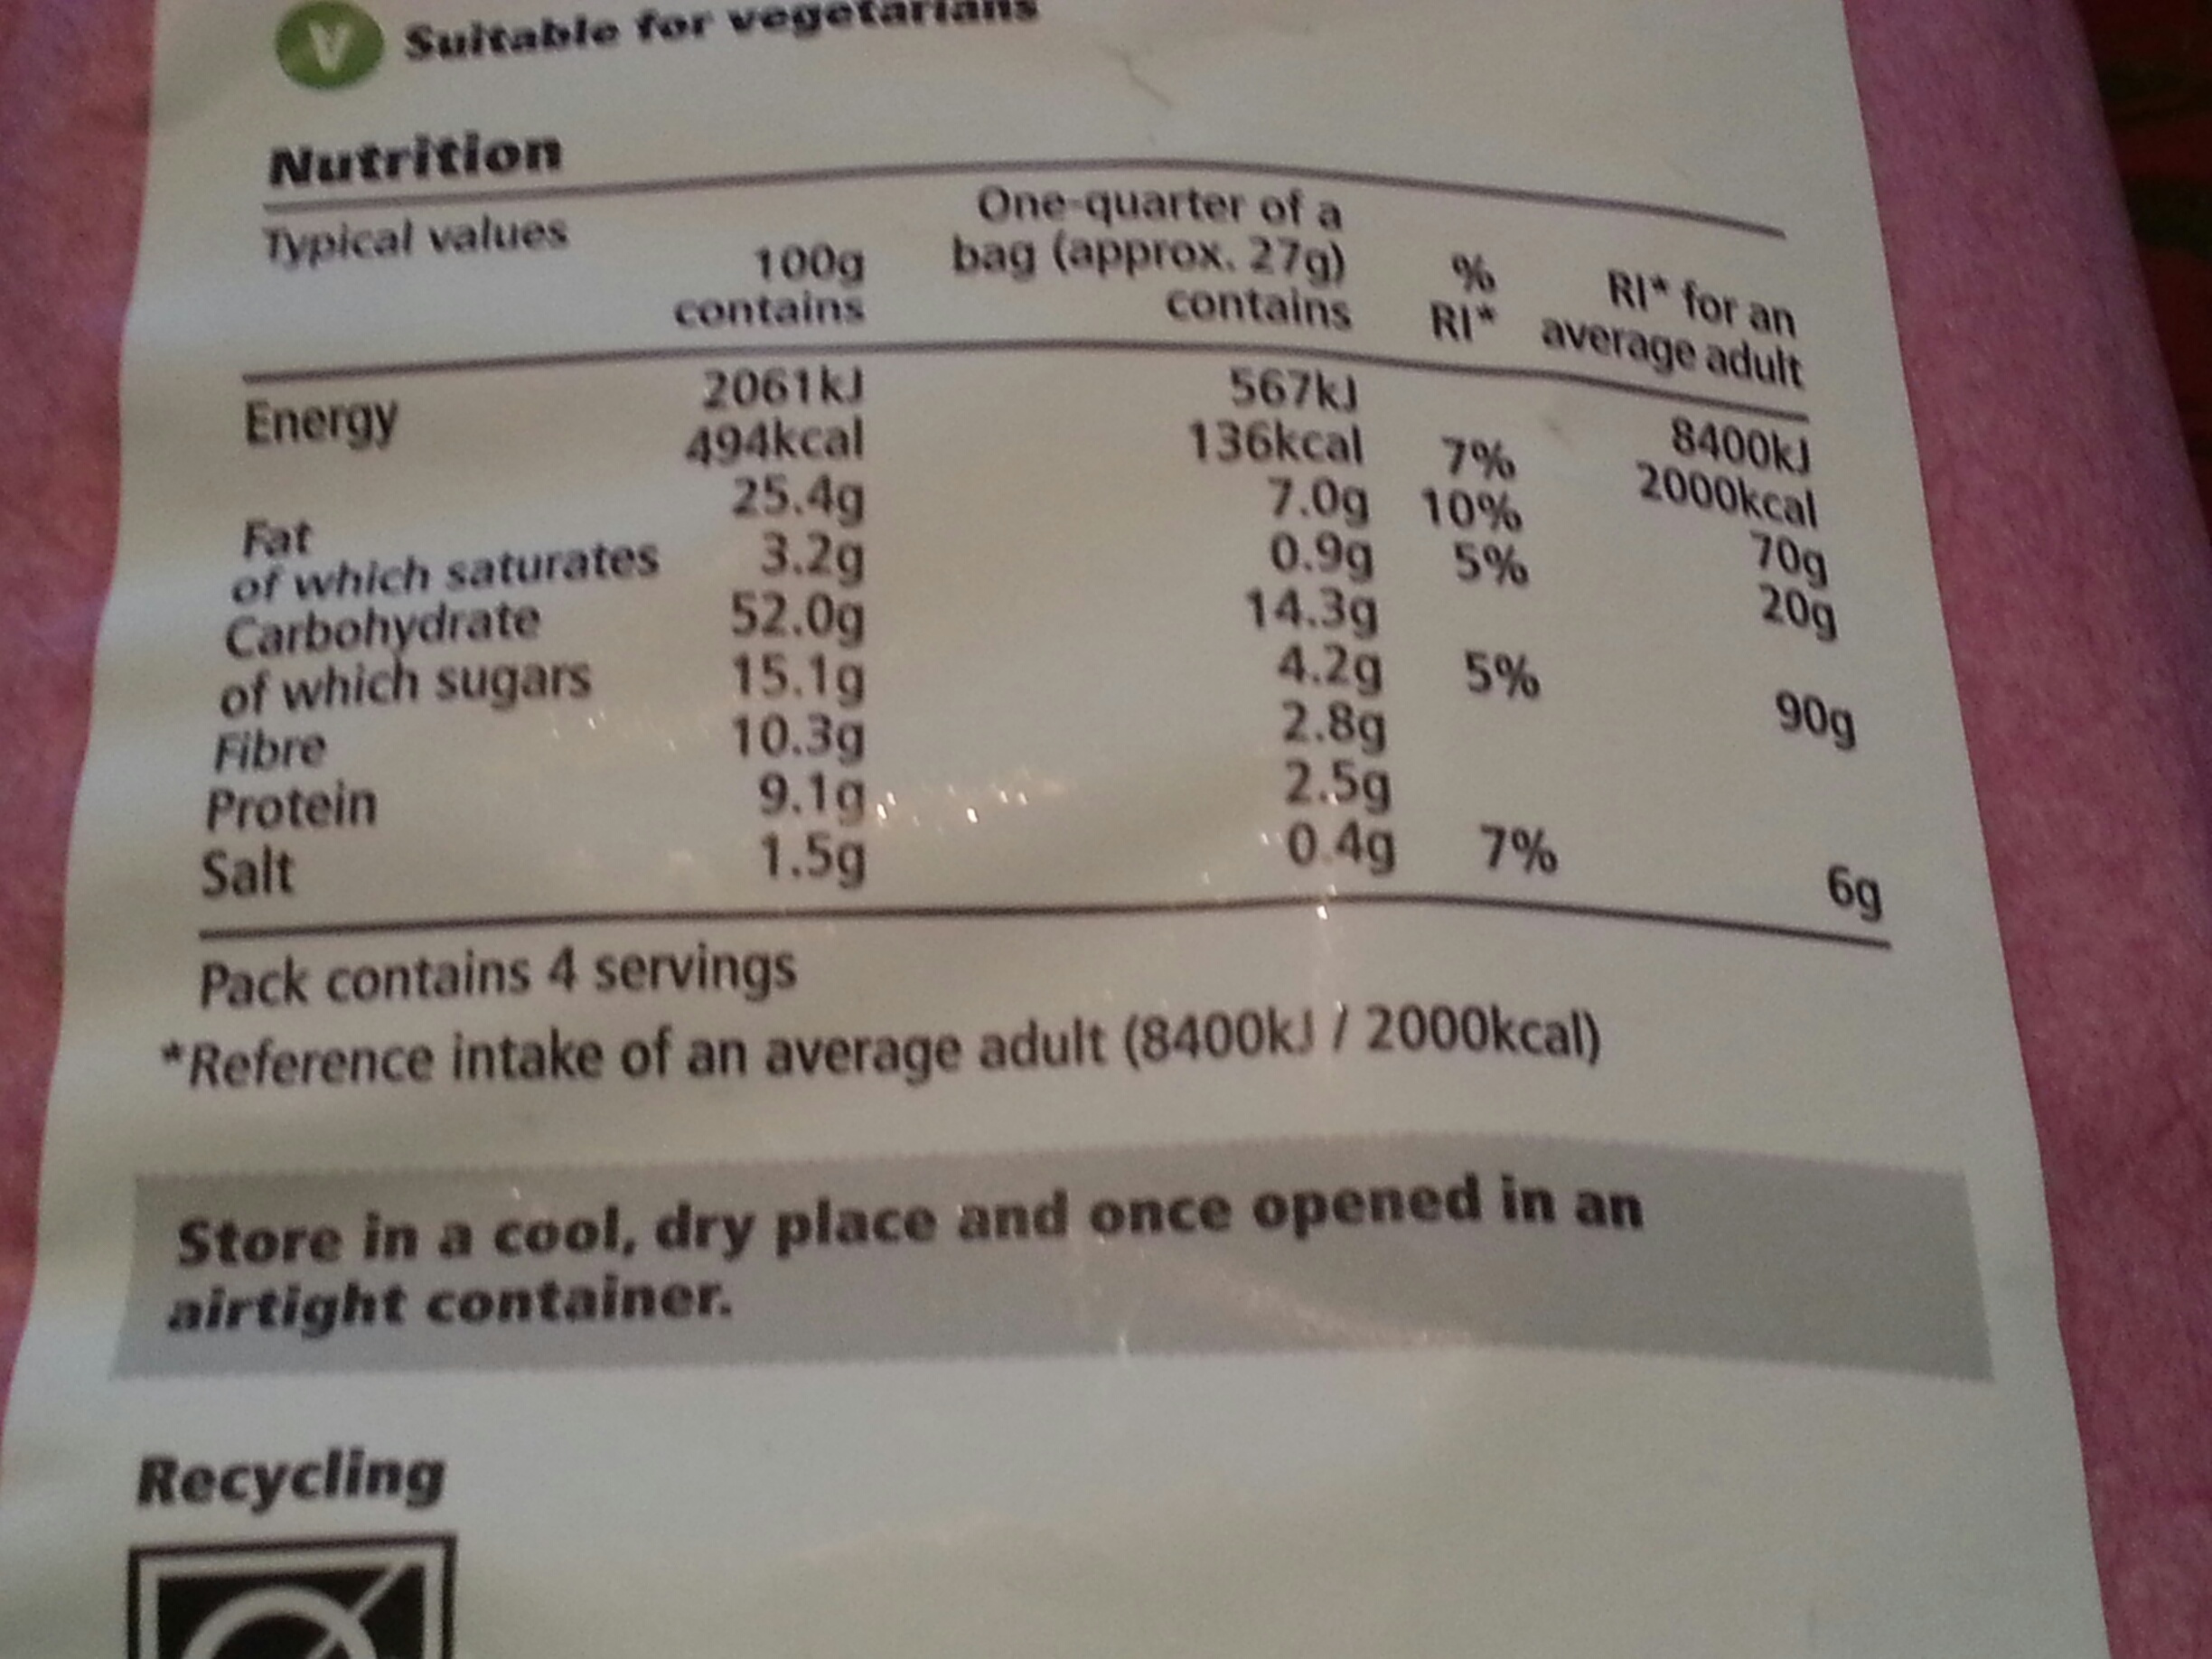 V Suitable for vegetarians
Nutrition
Typical values 100g contains One-quarter of a bag (approx. 27g) contains % RI* RI* for an average adult
Energy 2061kJ 567kJ 8400kJ
494kcal 136kcal 7% 2000kcal
Fat 25.4g 7.0g 10% 70g
of which saturates 3.2g 0.9g 5% 20g
Carbohydrate 52.0g 14.3g
of which sugars 15.1g 4.2g 5% 90g
Fibre 10.3g 2.8g
Protein 9.1g 2.5g
Salt 1.5g 0.4g 7% 6g
Pack contains 4 servings
*Reference intake of an average adult (8400kJ / 2000kcal)
Store in a cool, dry place and once opened in an
airtight container.
Recycling